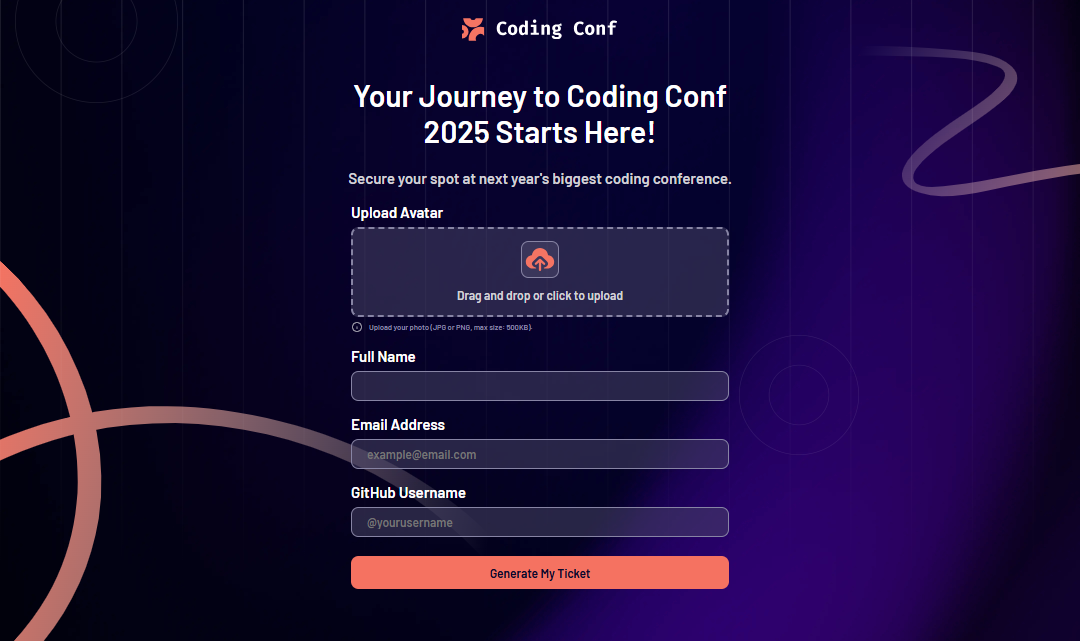 Coding Conf
Your Journey to Coding Conf
2025 Starts Here!
Secure your spot at next year's biggest coding conference.
Upload Avatar
Drag and drop or click to upload
Upload your photo (JPG or PNG, max size: 500KB).
Full Name
Email Address
example@email.com
GitHub Username
@yourusername
Generate My Ticket